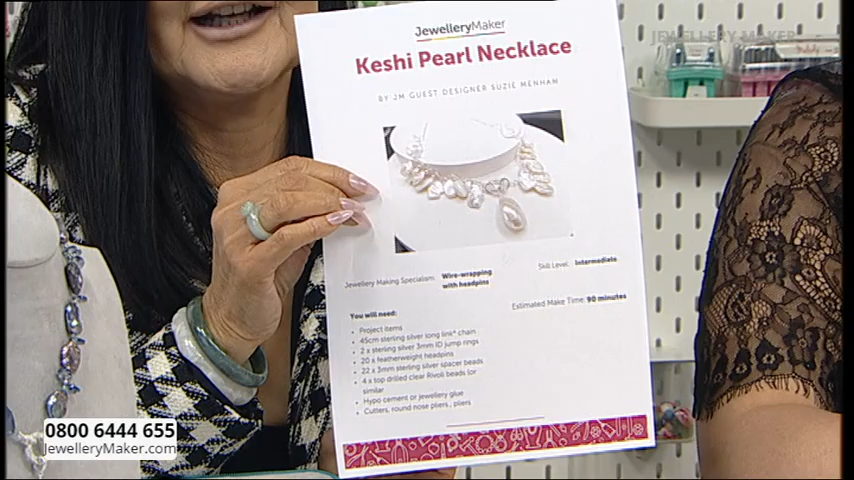 JewelleryMaker
JEWELLERY MAKER
Keshi Pearl Necklace
BY JM GUEST DESIGNER SUZIE MENHAM
Jewellery Making Specialism: Wire-wrapping
with headpins
Skill Level: Intermediate
Estimated Make Time: 90 minutes
You will need:
• Project items
• 45cm sterling silver long link* chain
• 2 x sterling silver 3mm ID jump rings
• 20 x featherweight headpins
• 22 x 3mm sterling silver spacer beads
• 4 x top drilled clear Rivoli beads (or
similar
• Hypo cement or jewellery glue
• Cutters, round nose pliers , pliers
0800 6444 655
JewelleryMaker.com